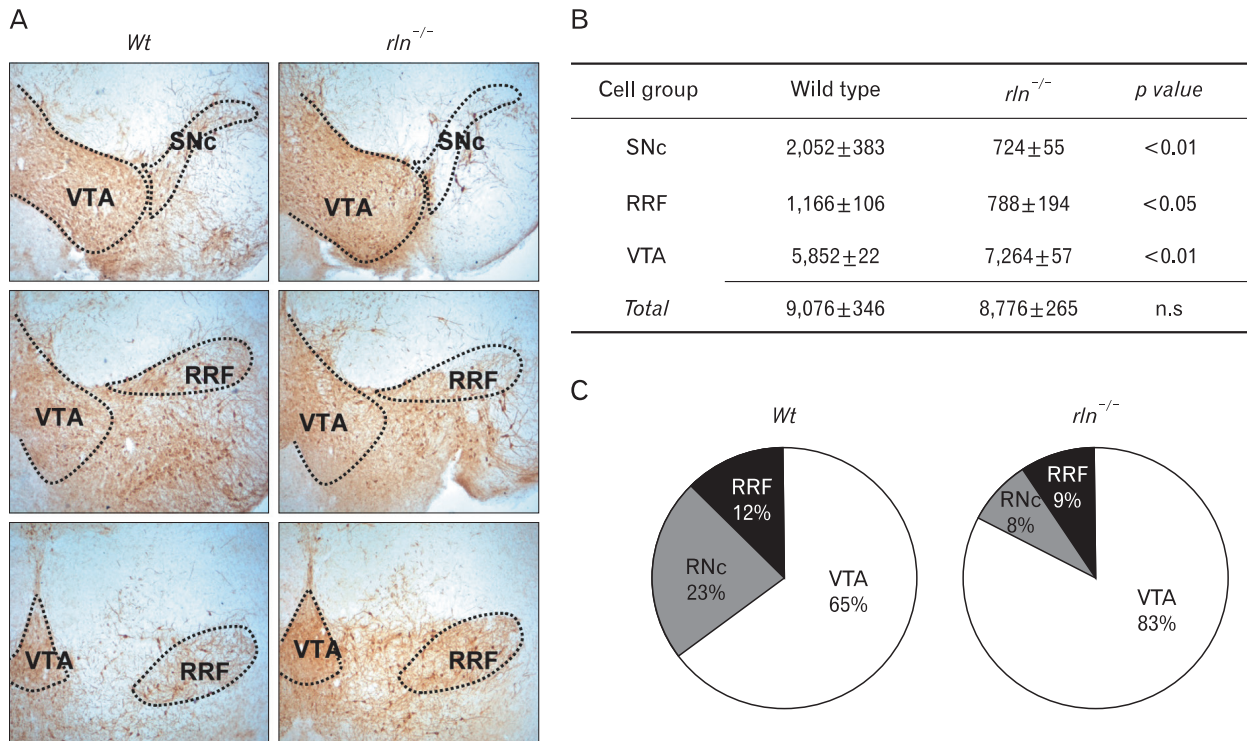 A
Wt
rln−/−
SNc
VTA
SNc
VTA
RRF
VTA
RRF
VTA
VTA
RRF
VTA
RRF
B
Cell group Wild type rln−/− p value
SNc 2,052±383 724±55 <0.01
RRF 1,166±106 788±194 <0.05
VTA 5,852±22 7,264±57 <0.01
Total 9,076±346 8,776±265 n.s
C
Wt
RRF
12%
RNc
23%
VTA
65%
rln−/−
RRF
9%
RNc
8%
VTA
83%